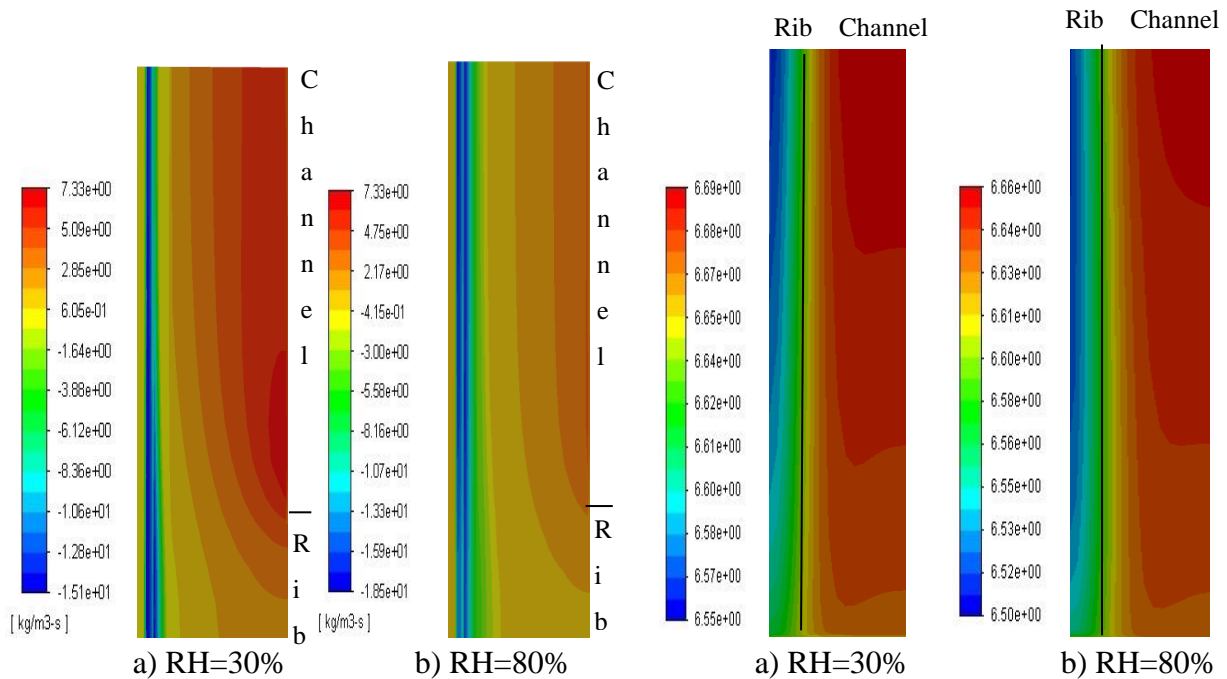 Rib Channel
Rib Channel
C
h
a
n
n
e
l
R
i
b
7.33e+00
5.09e+00
2.85e+00
6.05e-01
-1.64e+00
-3.88e+00
-6.12e+00
-8.36e+00
-1.06e+01
-1.28e+01
-1.51e+01
[ kg/m3-s ]
C
h
a
n
n
e
l
R
i
b
7.33e+00
4.75e+00
2.17e+00
-4.15e-01
-3.00e+00
-5.58e+00
-8.16e+00
-1.07e+01
-1.33e+01
-1.59e+01
-1.85e+01
[ kg/m3-s ]
6.69e+00
6.68e+00
6.67e+00
6.65e+00
6.64e+00
6.62e+00
6.61e+00
6.60e+00
6.58e+00
6.57e+00
6.55e+00
6.66e+00
6.64e+00
6.63e+00
6.61e+00
6.60e+00
6.58e+00
6.56e+00
6.55e+00
6.53e+00
6.52e+00
6.50e+00
a) RH=30%
b) RH=80%
a) RH=30%
b) RH=80%